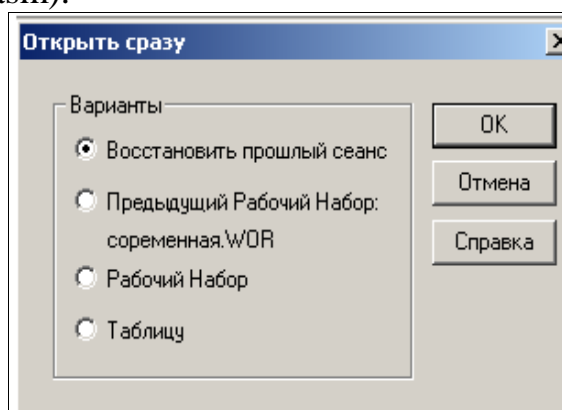 Открыть сразу
Варианты
Восстановить прошлый сеанс
Предыдущий Рабочий Набор:
соременная.WOR
Рабочий Набор
Таблицу
OK
Отмена
Справка